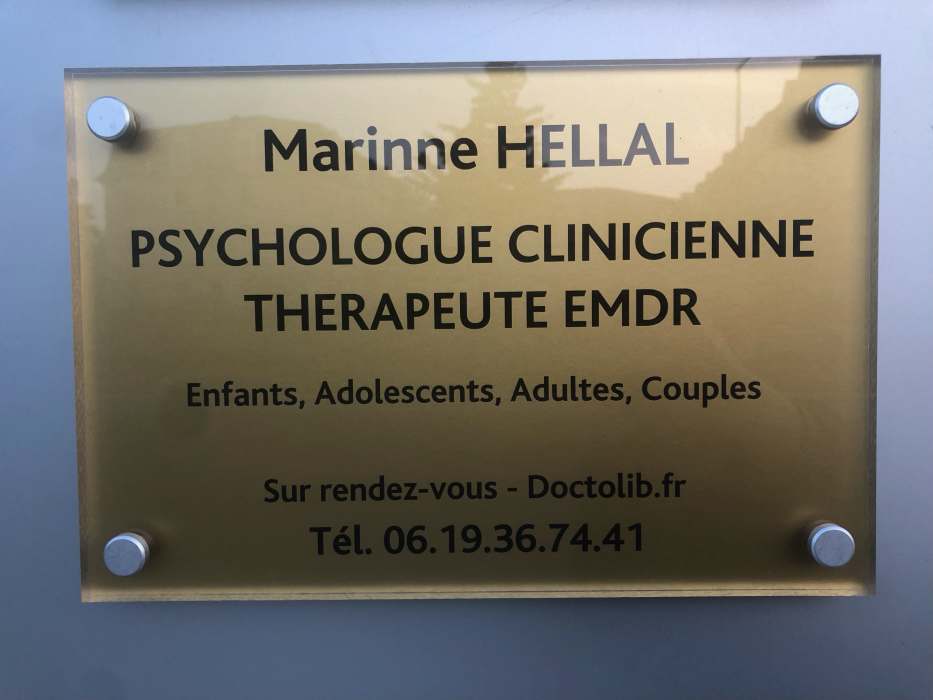 Marinne HELLAL
PSYCHOLOGUE CLINICIENNE
THERAPEUTE EMDR
Enfants, Adolescents, Adultes, Couples
Sur rendez-vous - Doctolib.fr
Tél. 06.19.36.74.41